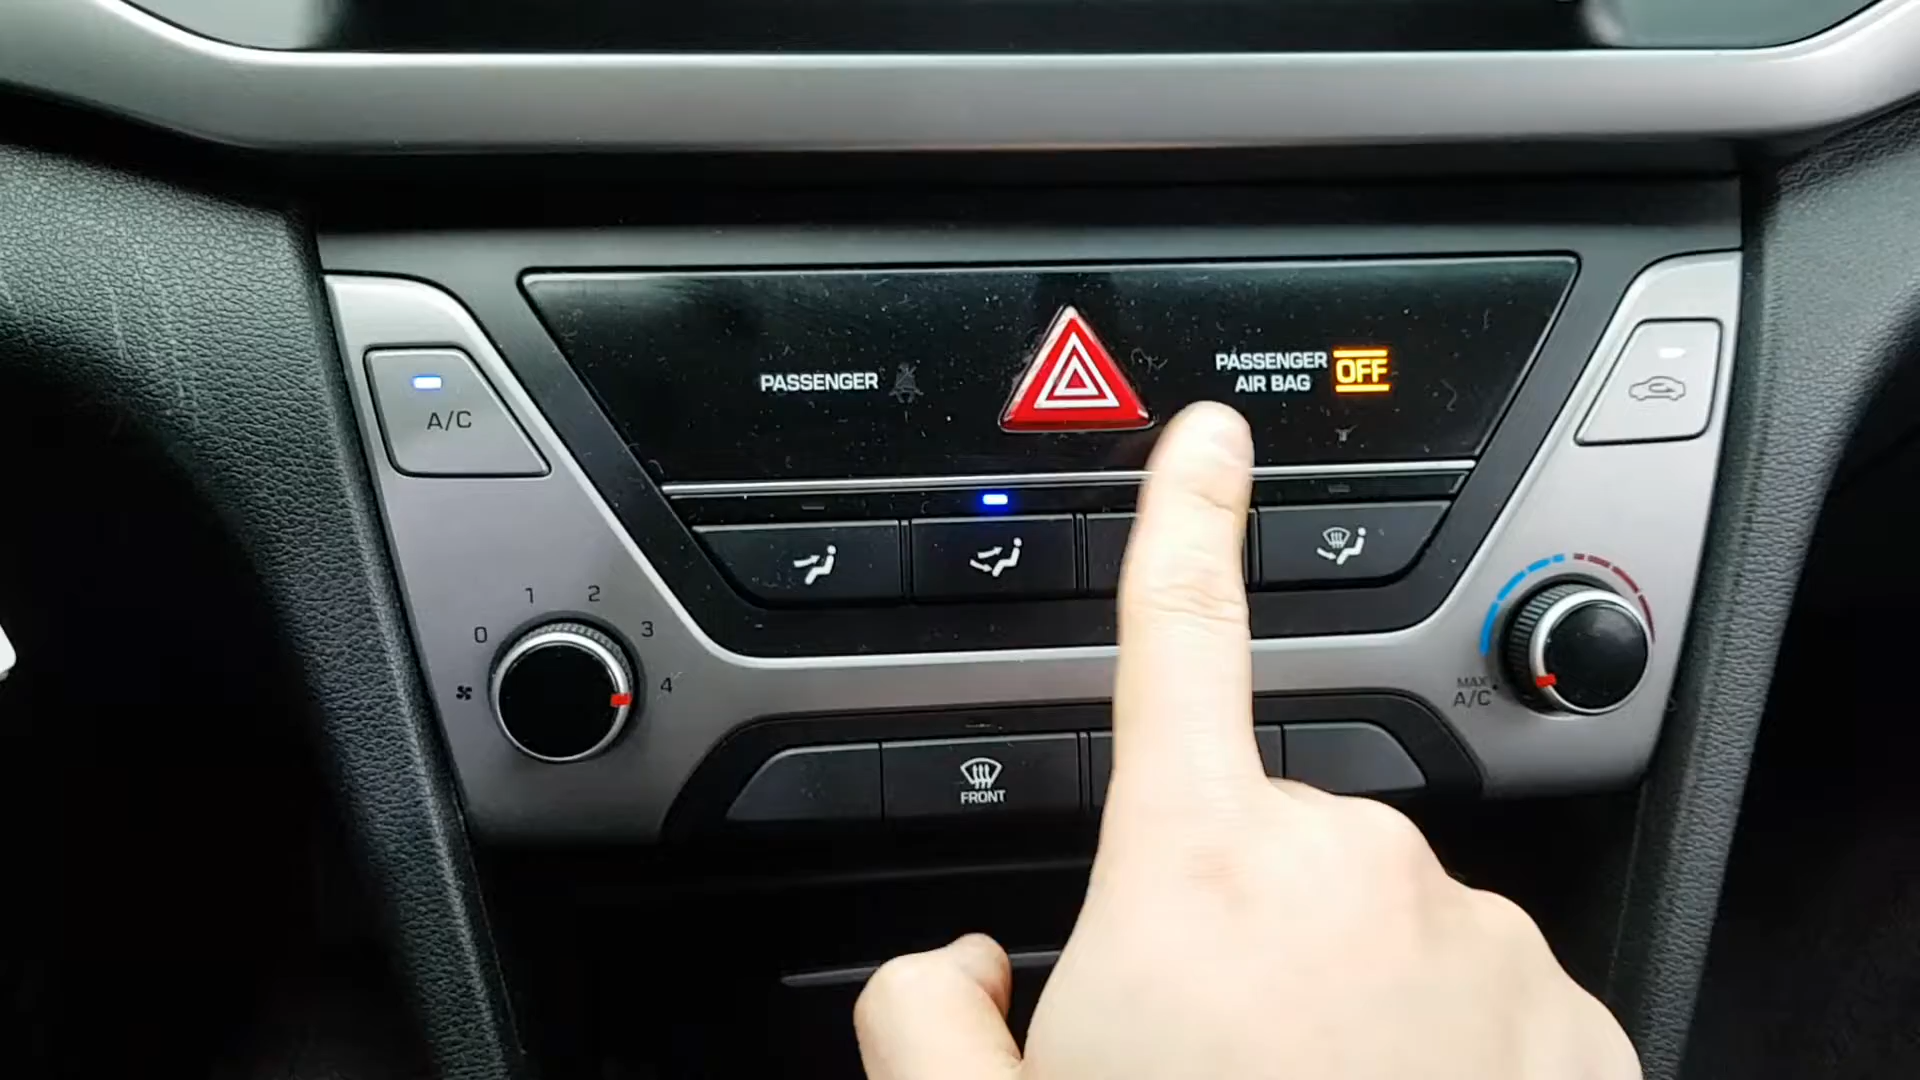 PASSENGER
PASSENGER
AIR BAG
OFF
A/C
0
1
2
3
4
MAX
A/C
FRONT